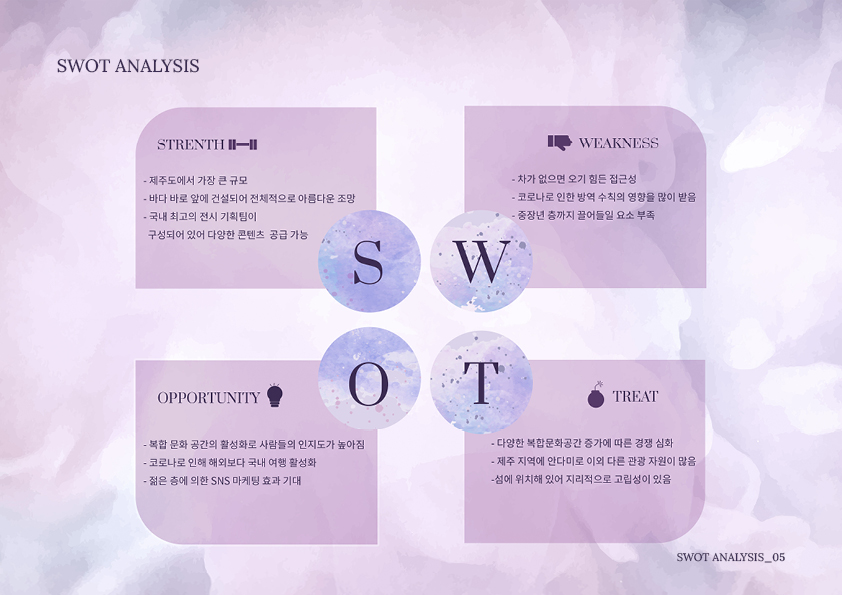 SWOT ANALYSIS
STRENTH
- 제주도에서 가장 큰 규모
- 바다 바로 앞에 건설되어 전체적으로 아름다운 조망
- 국내 최고의 전시 기획팀이
구성되어 있어 다양한 콘텐츠 공급 가능
WEAKNESS
- 차가 없으면 오기 힘든 접근성
- 코로나로 인한 방역 수칙의 영향을 많이 받음
- 중장년 층까지 끌어들일 요소 부족
S
W
O
T
OPPORTUNITY
- 복합 문화 공간의 활성화로 사람들의 인지도가 높아짐
- 코로나로 인해 해외보다 국내 여행 활성화
- 젊은 층에 의한 SNS 마케팅 효과 기대
TREAT
- 다양한 복합문화공간 증가에 따른 경쟁 심화
- 제주 지역에 안다미로 이외 다른 관광 자원이 많음
-섬에 위치해 있어 지리적으로 고립성이 있음
SWOT ANALYSIS_05